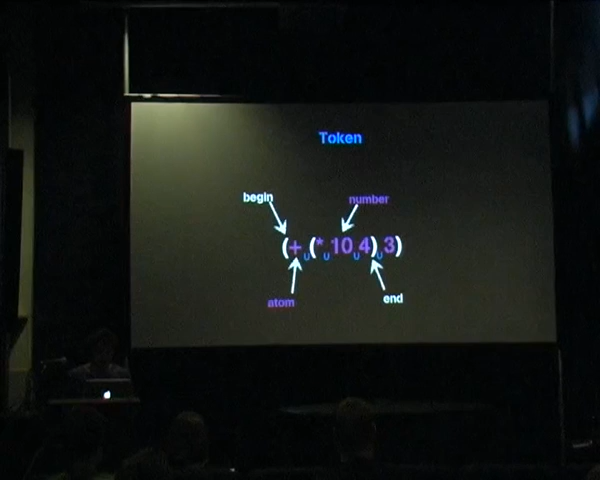 Token
begin number
(+ (* 10 4) 3)
atom end